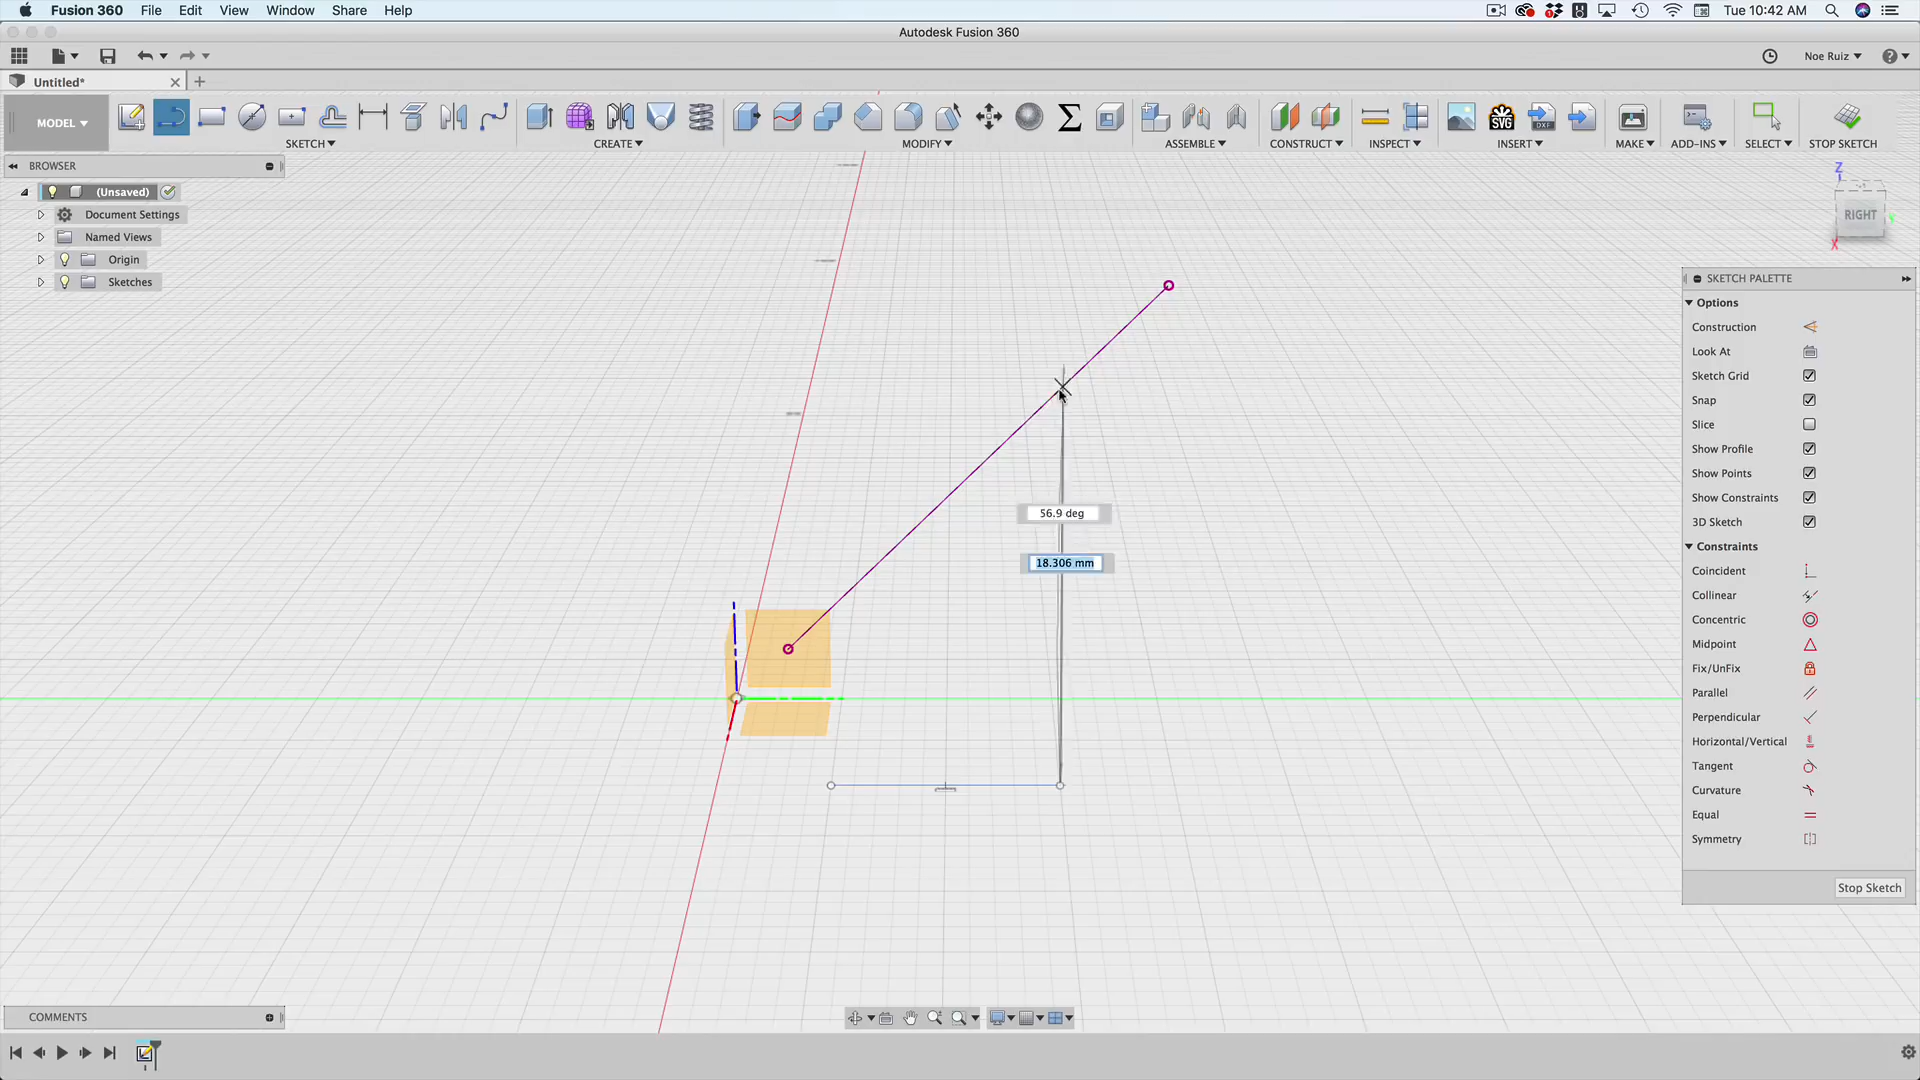 Fusion 360 File Edit View Window Share Help Tue 10:42 AM
Autodesk Fusion 360
Noe Ruiz
Untitled*
MODEL
SKETCH CREATE MODIFY ASSEMBLE CONSTRUCT INSPECT INSERT MAKE ADD-INS SELECT STOP SKETCH
SVG
DXF
BROWSER
(Unsaved)
Document Settings
Named Views
Origin
Sketches
Z
RIGHT
X
SKETCH PALETTE
Options
Construction
Look At
Sketch Grid
Snap
Slice
Show Profile
Show Points
Show Constraints
3D Sketch
Constraints
Coincident
Collinear
Concentric
Midpoint
Fix/UnFix
Parallel
Perpendicular
Horizontal/Vertical
Tangent
Curvature
Equal
Symmetry
Stop Sketch
56.9 deg
18.306 mm
COMMENTS